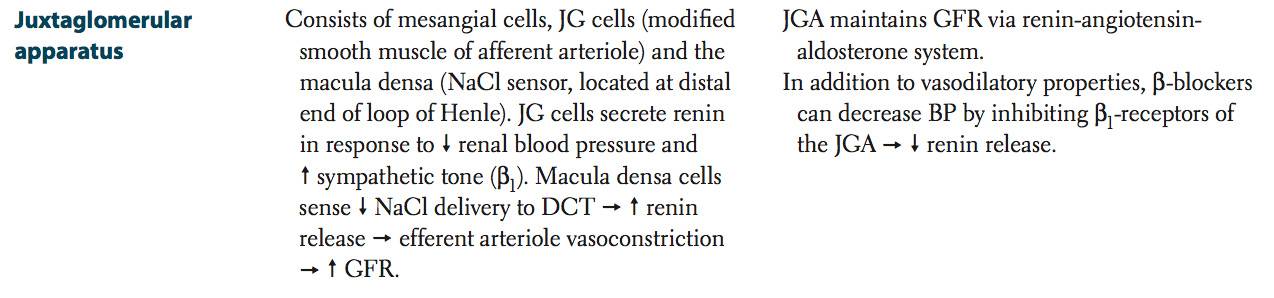 Juxtaglomerular
apparatus
Consists of mesangial cells, JG cells (modified
smooth muscle of afferent arteriole) and the
macula densa (NaCl sensor, located at distal
end of loop of Henle). JG cells secrete renin
in response to ↓ renal blood pressure and
↑ sympathetic tone (β₁). Macula densa cells
sense ↓ NaCl delivery to DCT → ↑ renin
release → efferent arteriole vasoconstriction
→ ↑ GFR.
JGA maintains GFR via renin-angiotensin-
aldosterone system.
In addition to vasodilatory properties, β-blockers
can decrease BP by inhibiting β₁-receptors of
the JGA → ↓ renin release.